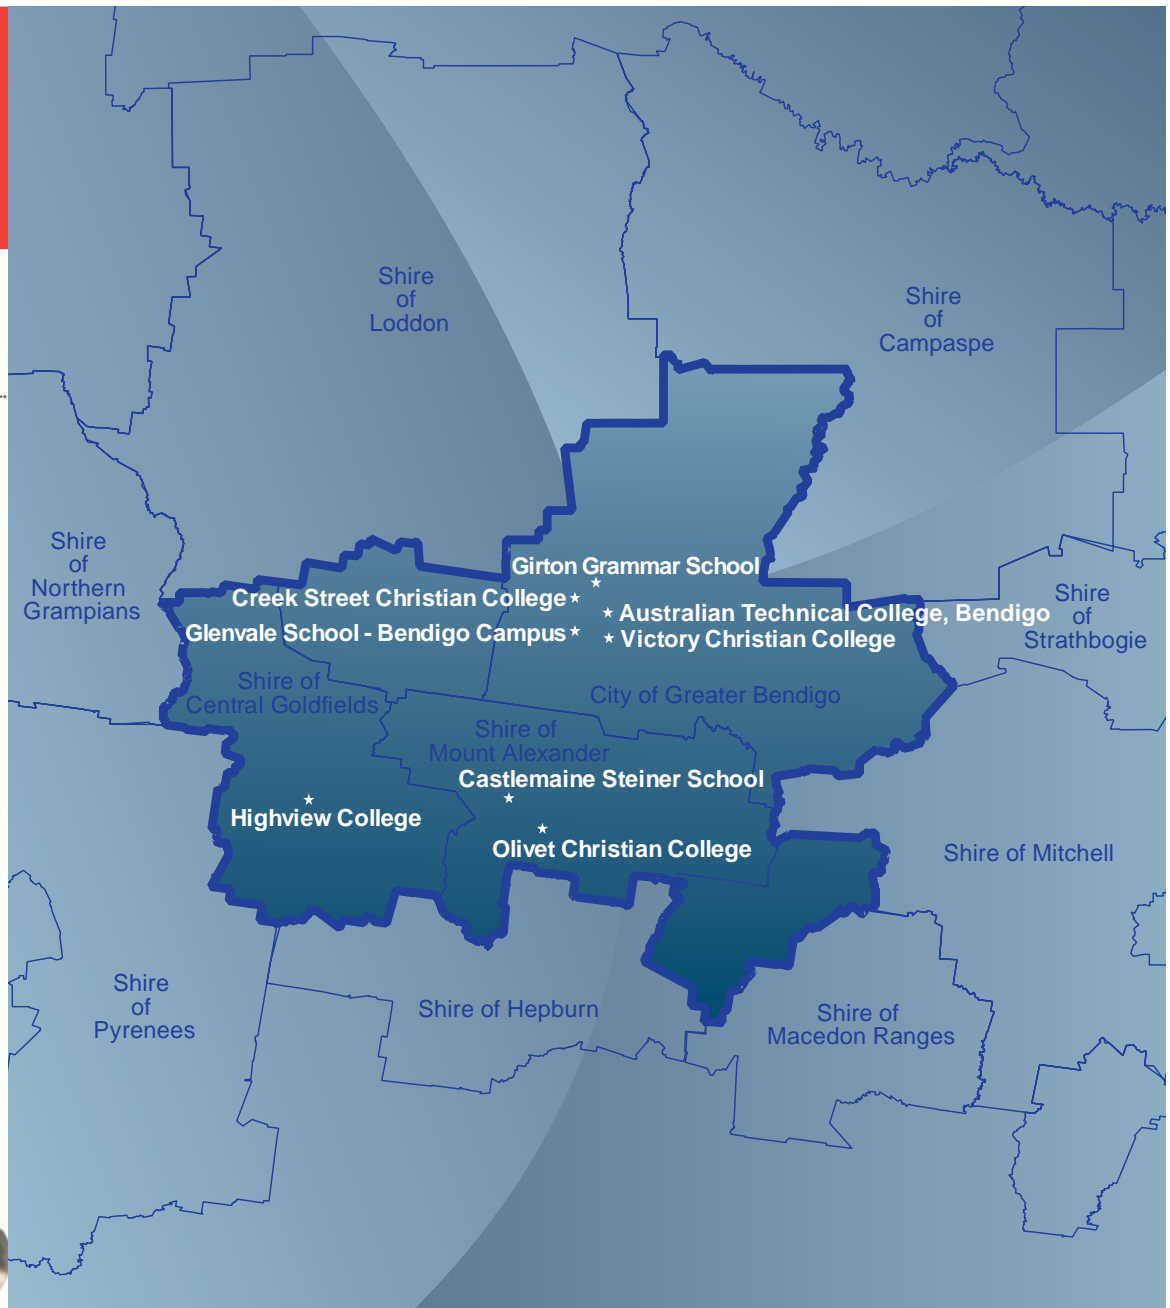 Shire
of
Loddon
Shire
of
Campaspe
Shire
of
Northern
Grampians
Girton Grammar School
Creek Street Christian College
Australian Technical College, Bendigo
Glenvale School - Bendigo Campus
Victory Christian College
Shire
of
Strathbogie
Shire of
Central Goldfields
City of Greater Bendigo
Shire of
Mount Alexander
Castlemaine Steiner School
Highview College
Olivet Christian College
Shire of Mitchell
Shire
of
Pyrenees
Shire of Hepburn
Shire of
Macedon Ranges